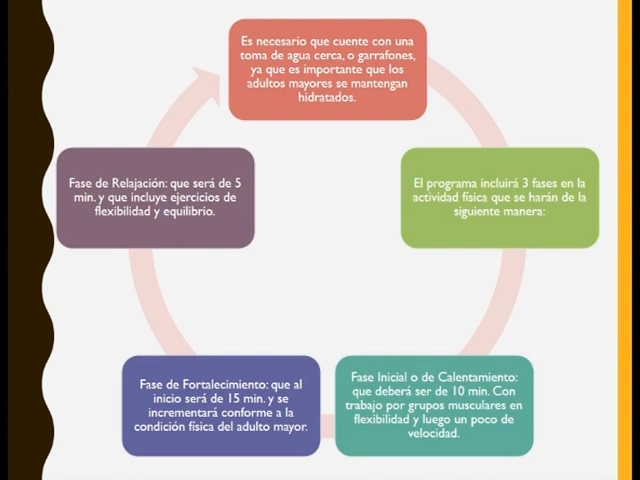 Es necesario que cuente con una
toma de agua cerca, o garrafones,
ya que es importante que los
adultos mayores se mantengan
hidratados.
El programa incluirá 3 fases en la
actividad física que se harán de la
siguiente manera:
Fase Inicial o de Calentamiento:
que deberá ser de 10 min. Con
trabajo por grupos musculares en
flexibilidad y luego un poco de
velocidad.
Fase de Fortalecimiento: que al
inicio será de 15 min. y se
incrementará conforme a la
condición física del adulto mayor.
Fase de Relajación: que será de 5
min. y que incluye ejercicios de
flexibilidad y equilibrio.